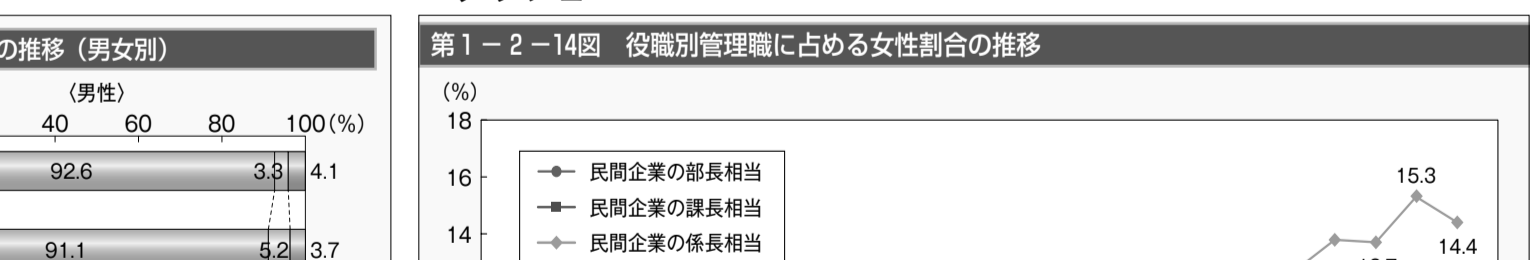 の推移（男女別）
〈男性〉
40 60 80 100(%)
92.6 3.3 4.1
91.1 5.2 3.7
第１－２－14図　役職別管理職に占める女性割合の推移
(%)
18
16
14
民間企業の部長相当
民間企業の課長相当
民間企業の係長相当
15.3
14.4